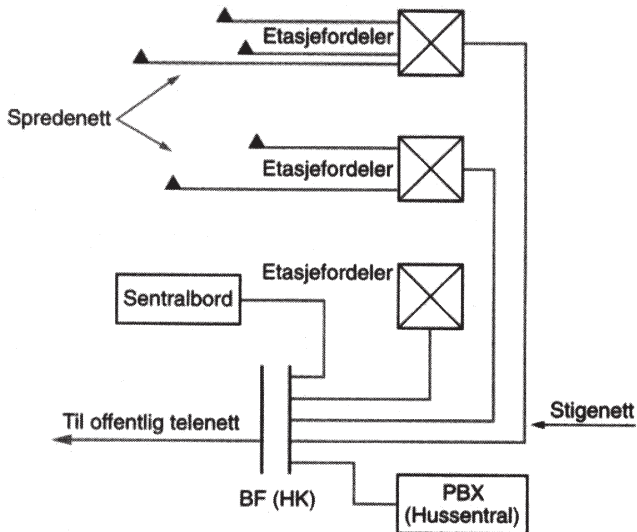 Etasjefordeler
Spredenett
Etasjefordeler
Etasjefordeler
Sentralbord
Til offentlig telenett
Stigenett
BF (HK)
PBX
(Hussentral)